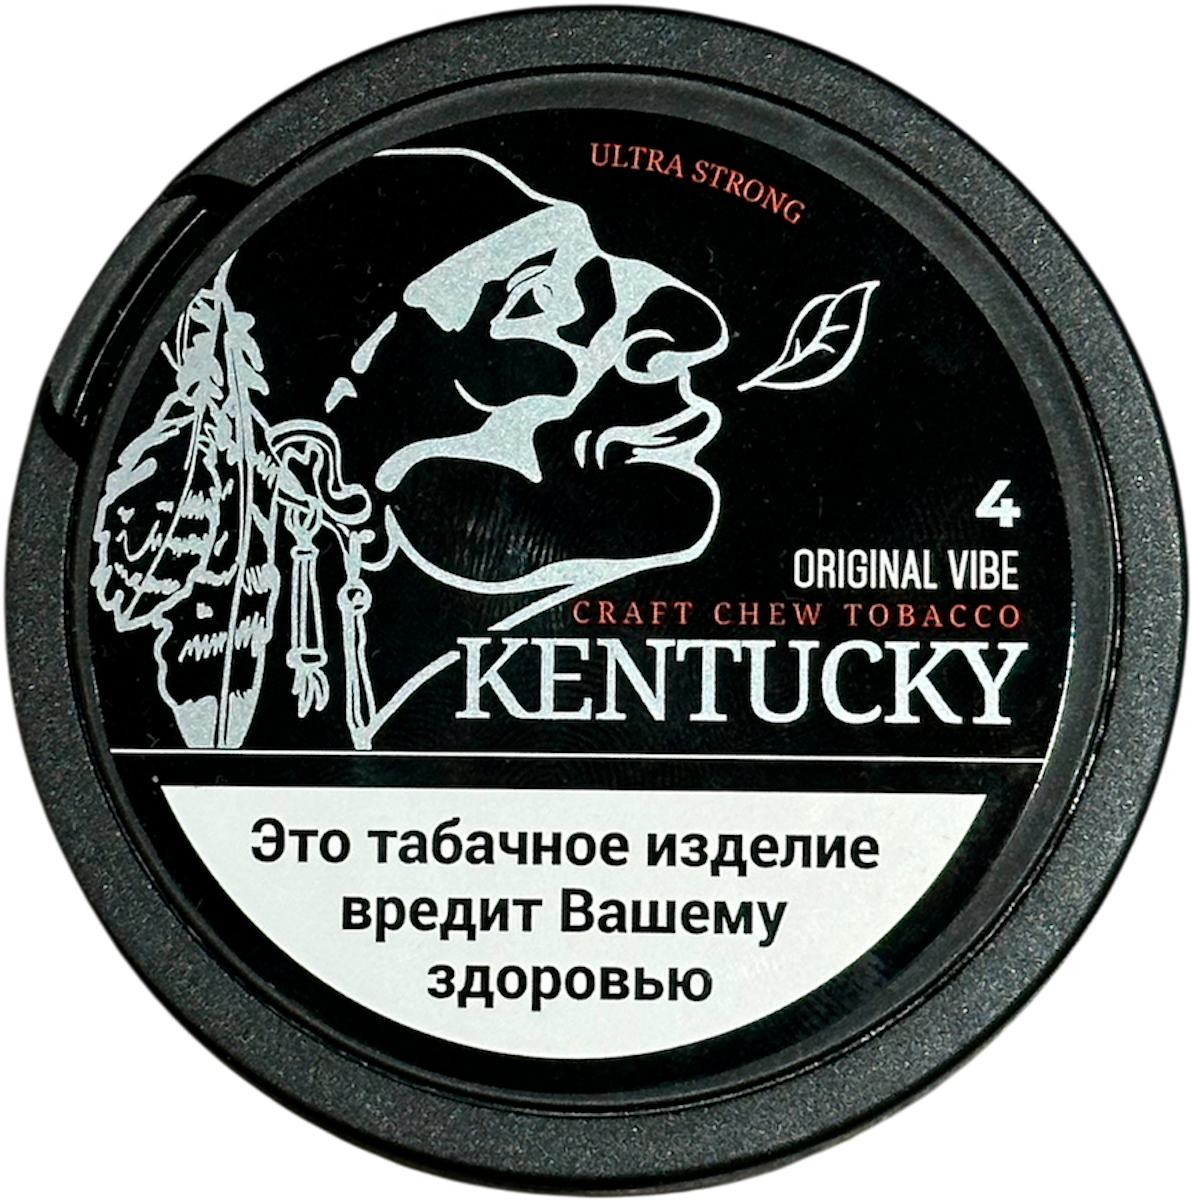 ULTRA STRONG
4
ORIGINAL VIBE
CRAFT CHEW TOBACCO
KENTUCKY
Это табачное изделие
вредит Вашему
здоровью